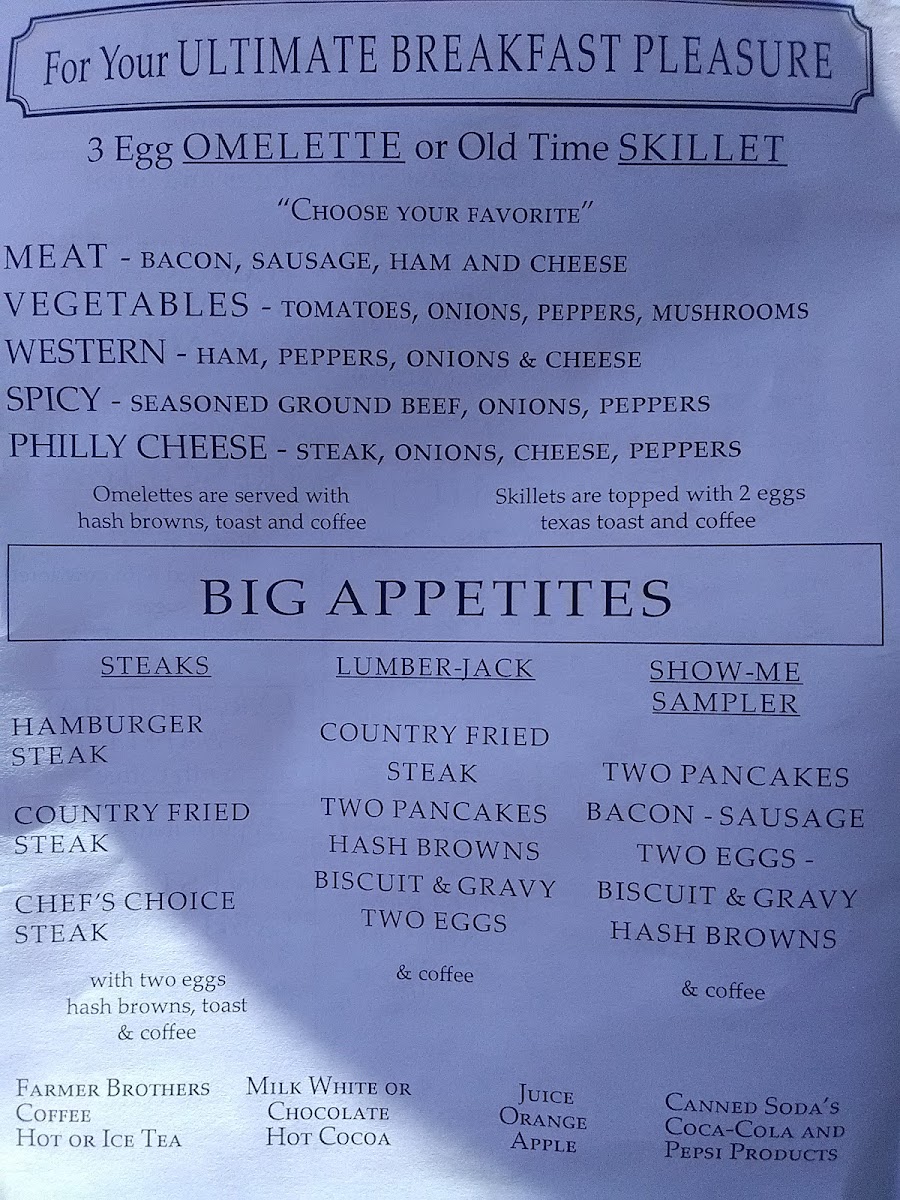 For Your ULTIMATE BREAKFAST PLEASURE
3 Egg OMELETTE or Old Time SKILLET
“CHOOSE YOUR FAVORITE”
MEAT - BACON, SAUSAGE, HAM AND CHEESE
VEGETABLES - TOMATOES, ONIONS, PEPPERS, MUSHROOMS
WESTERN - HAM, PEPPERS, ONIONS & CHEESE
SPICY - SEASONED GROUND BEEF, ONIONS, PEPPERS
PHILLY CHEESE - STEAK, ONIONS, CHEESE, PEPPERS
Omelettes are served with
hash browns, toast and coffee
Skillets are topped with 2 eggs
texas toast and coffee
BIG APPETITES
STEAKS
HAMBURGER
STEAK
COUNTRY FRIED
STEAK
CHEF’S CHOICE
STEAK
with two eggs
hash browns, toast
& coffee
LUMBER-JACK
COUNTRY FRIED
STEAK
TWO PANCAKES
HASH BROWNS
BISCUIT & GRAVY
TWO EGGS
& coffee
SHOW-ME
SAMPLER
TWO PANCAKES
BACON - SAUSAGE
TWO EGGS -
BISCUIT & GRAVY
HASH BROWNS
& coffee
FARMER BROTHERS
COFFEE
HOT OR ICE TEA
MILK WHITE OR
CHOCOLATE
HOT COCOA
JUICE
ORANGE
APPLE
CANNED SODA’S
COCA-COLA AND
PEPSI PRODUCTS